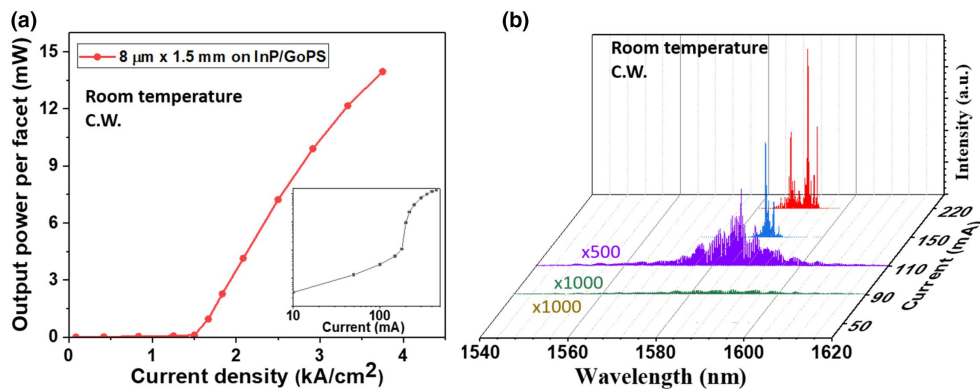 (a)
15
12
9
6
3
0
Output power per facet (mW)
8 µm x 1.5 mm on InP/GoPS
Room temperature
C.W.
100
Current (mA)
0 1 2 3 4
Current density (kA/cm²)
(b)
Room temperature
C.W.
Intensity (a.u.)
x500
x1000
x1000
220
150
110
90
50
Current (mA)
1540 1560 1580 1600 1620
Wavelength (nm)